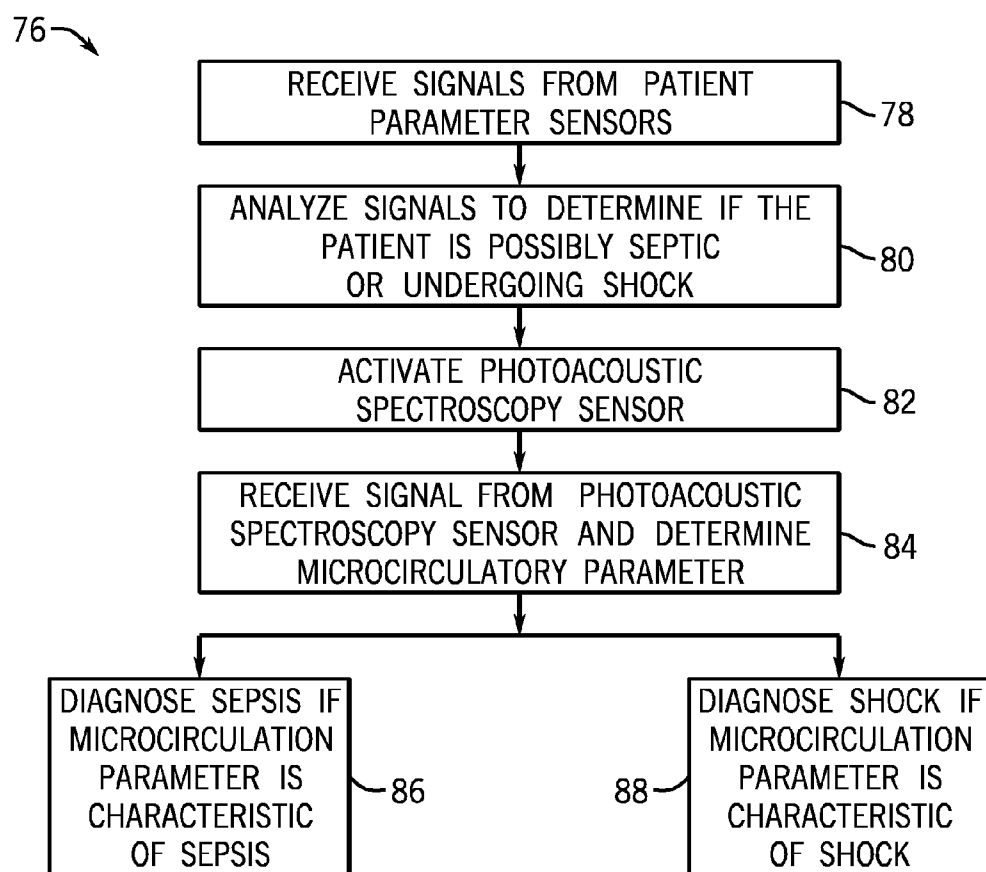 76
RECEIVE SIGNALS FROM PATIENT
PARAMETER SENSORS
78
ANALYZE SIGNALS TO DETERMINE IF THE
PATIENT IS POSSIBLY SEPTIC
OR UNDERGOING SHOCK
80
ACTIVATE PHOTOACOUSTIC
SPECTROSCOPY SENSOR
82
RECEIVE SIGNAL FROM PHOTOACOUSTIC
SPECTROSCOPY SENSOR AND DETERMINE
MICROCIRCULATORY PARAMETER
84
DIAGNOSE SEPSIS IF
MICROCIRCULATION
PARAMETER IS
CHARACTERISTIC
OF SEPSIS
86
88
DIAGNOSE SHOCK IF
MICROCIRCULATION
PARAMETER IS
CHARACTERISTIC
OF SHOCK